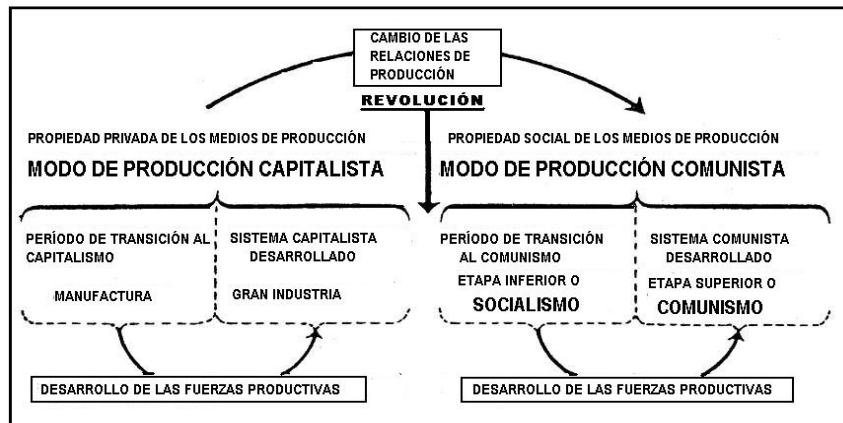 CAMBIO DE LAS
RELACIONES DE
PRODUCCIÓN
REVOLUCIÓN
PROPIEDAD PRIVADA DE LOS MEDIOS DE PRODUCCIÓN
MODO DE PRODUCCIÓN CAPITALISTA
PERÍODO DE TRANSICIÓN AL
CAPITALISMO
MANUFACTURA
SISTEMA CAPITALISTA
DESARROLLADO
GRAN INDUSTRIA
DESARROLLO DE LAS FUERZAS PRODUCTIVAS
PROPIEDAD SOCIAL DE LOS MEDIOS DE PRODUCCIÓN
MODO DE PRODUCCIÓN COMUNISTA
PERÍODO DE TRANSICIÓN
AL COMUNISMO
ETAPA INFERIOR O
SOCIALISMO
SISTEMA COMUNISTA
DESARROLLADO
ETAPA SUPERIOR O
COMUNISMO
DESARROLLO DE LAS FUERZAS PRODUCTIVAS